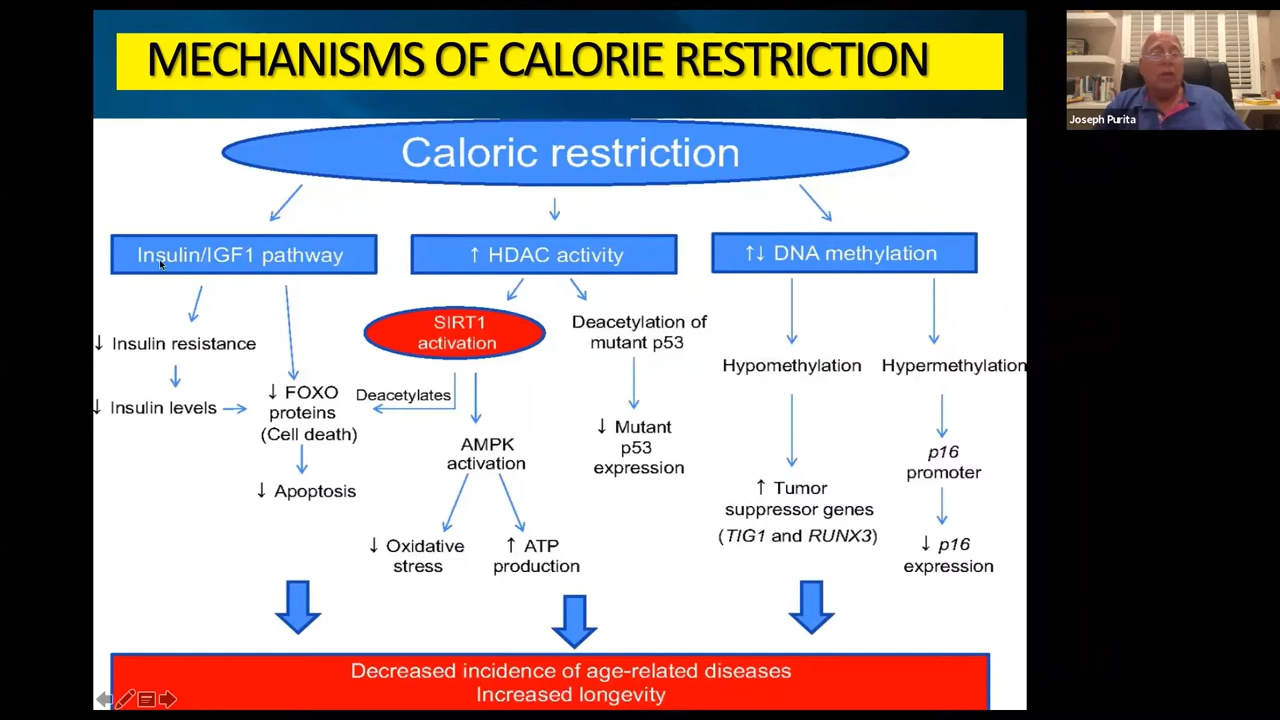 MECHANISMS OF CALORIE RESTRICTION
Joseph Purita
Caloric restriction
Insulin/IGF1 pathway
↑ HDAC activity
↑↓ DNA methylation
↓ Insulin resistance
↓ Insulin levels
↓ FOXO
proteins
(Cell death)
↓ Apoptosis
SIRT1
activation
Deacetylates
AMPK
activation
↓ Oxidative
stress
↑ ATP
production
Deacetylation of
mutant p53
↓ Mutant
p53
expression
Hypomethylation
↑ Tumor
suppressor genes
(TIG1 and RUNX3)
Hypermethylation
p16
promoter
↓ p16
expression
Decreased incidence of age-related diseases
Increased longevity